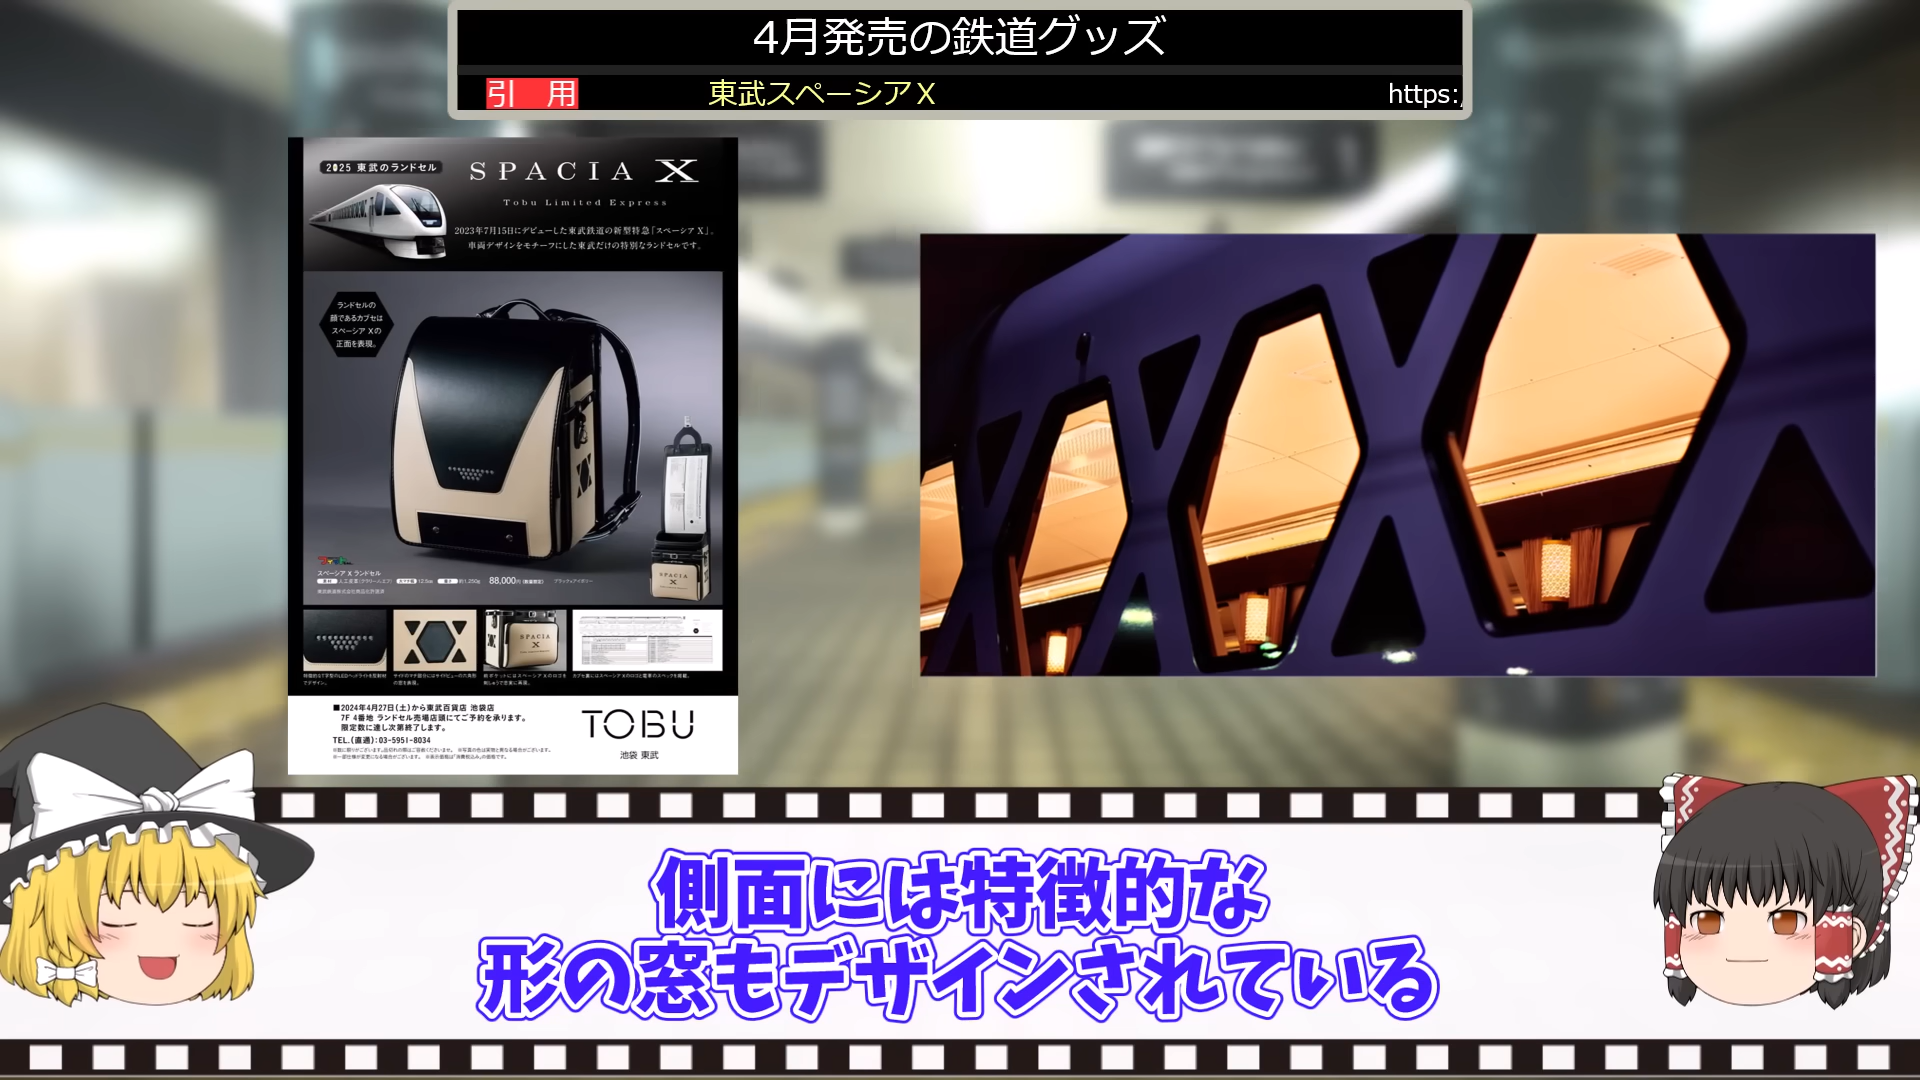 4月発売の鉄道グッズ
引　用
東武スペーシアX
https:/
2025 東武のランドセル
SPACIA X
Tobu Limited Express
2023年7月15日にデビューした東武鉄道の新型特急「スペーシア X」。
車両デザインをモチーフにした東武だけの特別なランドセルです。
ランドセルの
顔であるカブセは
スペーシア Xの
正面を表現。
スペーシア X ランドセル
88,000円
SPACIA
X
SPACIA
X
■2024年4月27日(土)から東武百貨店 池袋店
7F 4番地 ランドセル売場店頭にてご予約を承ります。
限定数に達し次第終了します。
TEL.(直通):03-5951-8034
TOBU
池袋 東武
側面には特徴的な
形の窓もデザインされている